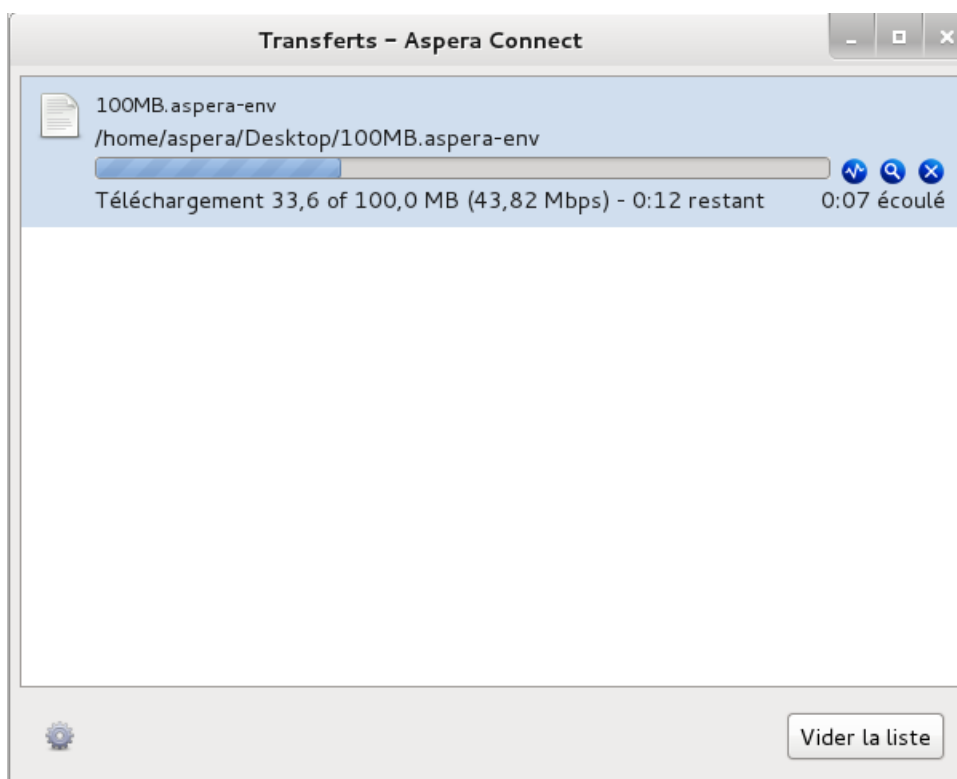 Transferts - Aspera Connect
100MB.aspera-env
/home/aspera/Desktop/100MB.aspera-env
Téléchargement 33,6 of 100,0 MB (43,82 Mbps) - 0:12 restant 0:07 écoulé
Vider la liste